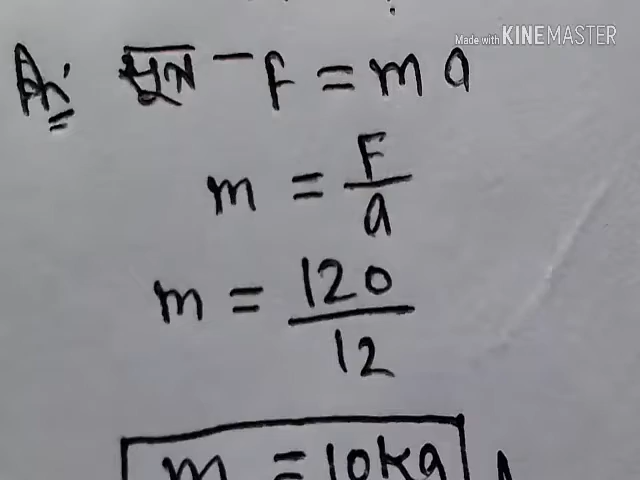 Made with KINEMASTER
सूत्र - F = ma
m = F/a
m = 120/12
m = 10kg